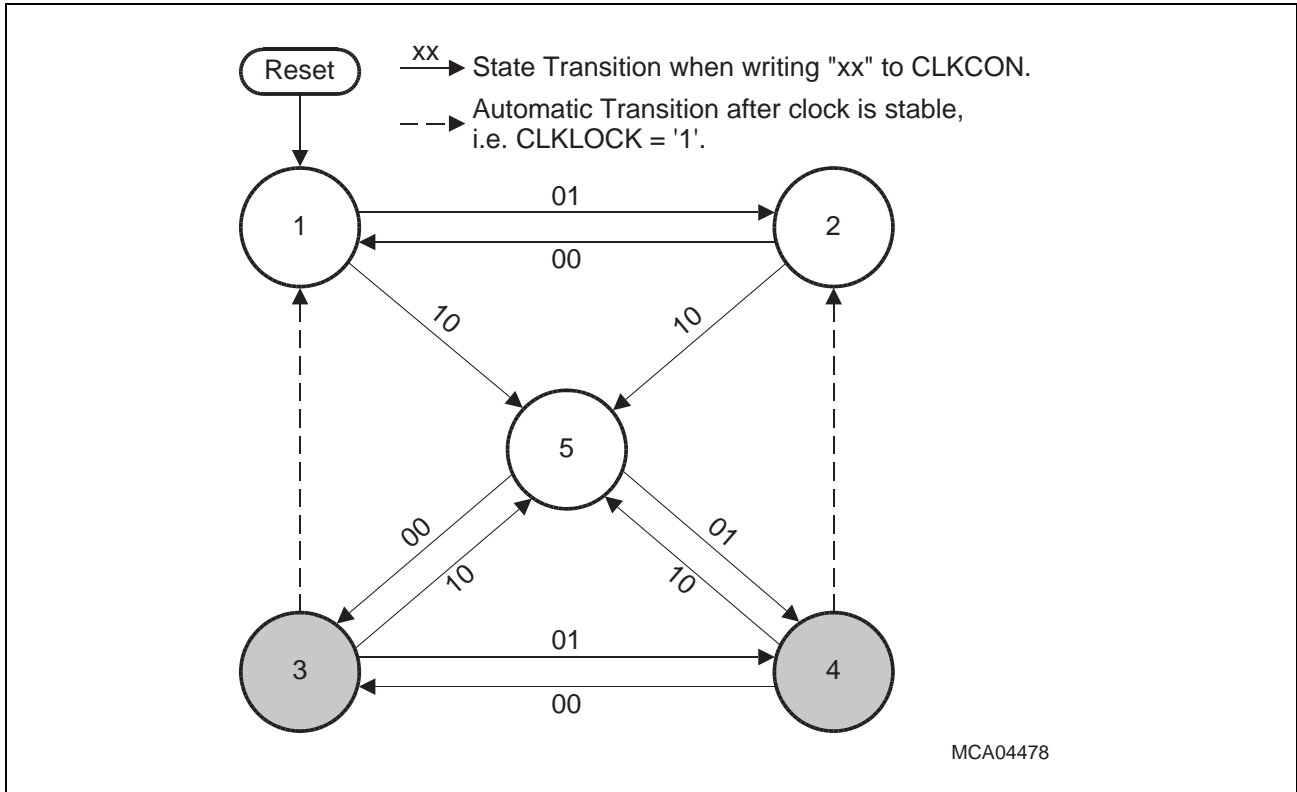 Reset
xx
State Transition when writing "xx" to CLKCON.
Automatic Transition after clock is stable,
i.e. CLKLOCK = '1'.
01
1
2
00
10
10
5
00
01
10
10
01
3
4
00
MCA04478